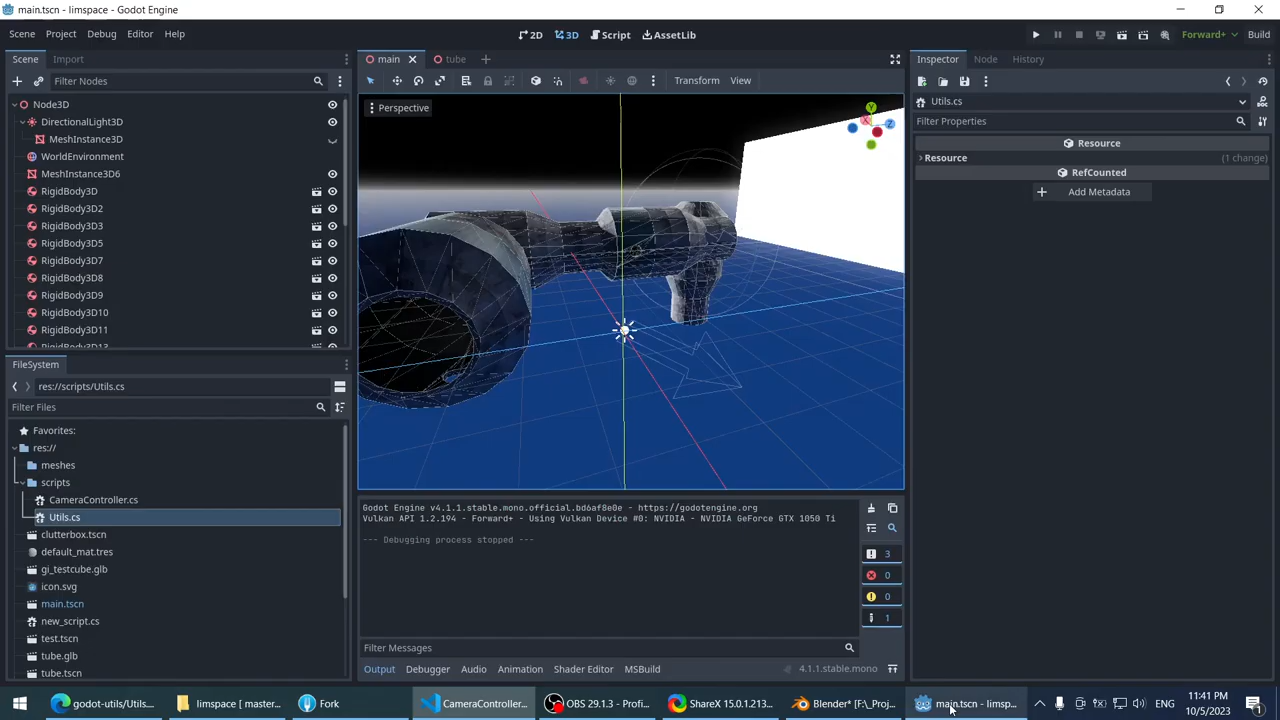 main.tscn - limspace - Godot Engine
Scene Project Debug Editor Help
2D 3D Script AssetLib
Forward+ Build
Scene Import
Filter Nodes
Node3D
DirectionalLight3D
MeshInstance3D
WorldEnvironment
MeshInstance3D6
RigidBody3D
RigidBody3D2
RigidBody3D3
RigidBody3D5
RigidBody3D7
RigidBody3D8
RigidBody3D9
RigidBody3D10
RigidBody3D11
RigidBody3D13
FileSystem
res://scripts/Utils.cs
Filter Files
Favorites:
res://
meshes
scripts
CameraController.cs
Utils.cs
clutterbox.tscn
default_mat.tres
gi_testcube.glb
icon.svg
main.tscn
new_script.cs
test.tscn
tube.glb
tube.tscn
main tube
Transform View
Perspective
Y
X Z
Godot Engine v4.1.1.stable.mono.official.bd6af8e0e - https://godotengine.org
Vulkan API 1.2.194 - Forward+ - Using Vulkan Device #0: NVIDIA - NVIDIA GeForce GTX 1050 Ti
--- Debugging process stopped ---
3
0
0
1
Filter Messages
Output Debugger Audio Animation Shader Editor MSBuild 4.1.1.stable.mono
Inspector Node History
Utils.cs
Filter Properties
Resource
Resource (1 change)
RefCounted
Add Metadata
godot-utils/Utils... limspace [ master... Fork CameraController... OBS 29.1.3 - Profi... ShareX 15.0.1.213... Blender* [F:\_Proj... main.tscn - limsp... ENG
11:41 PM
10/5/2023
1